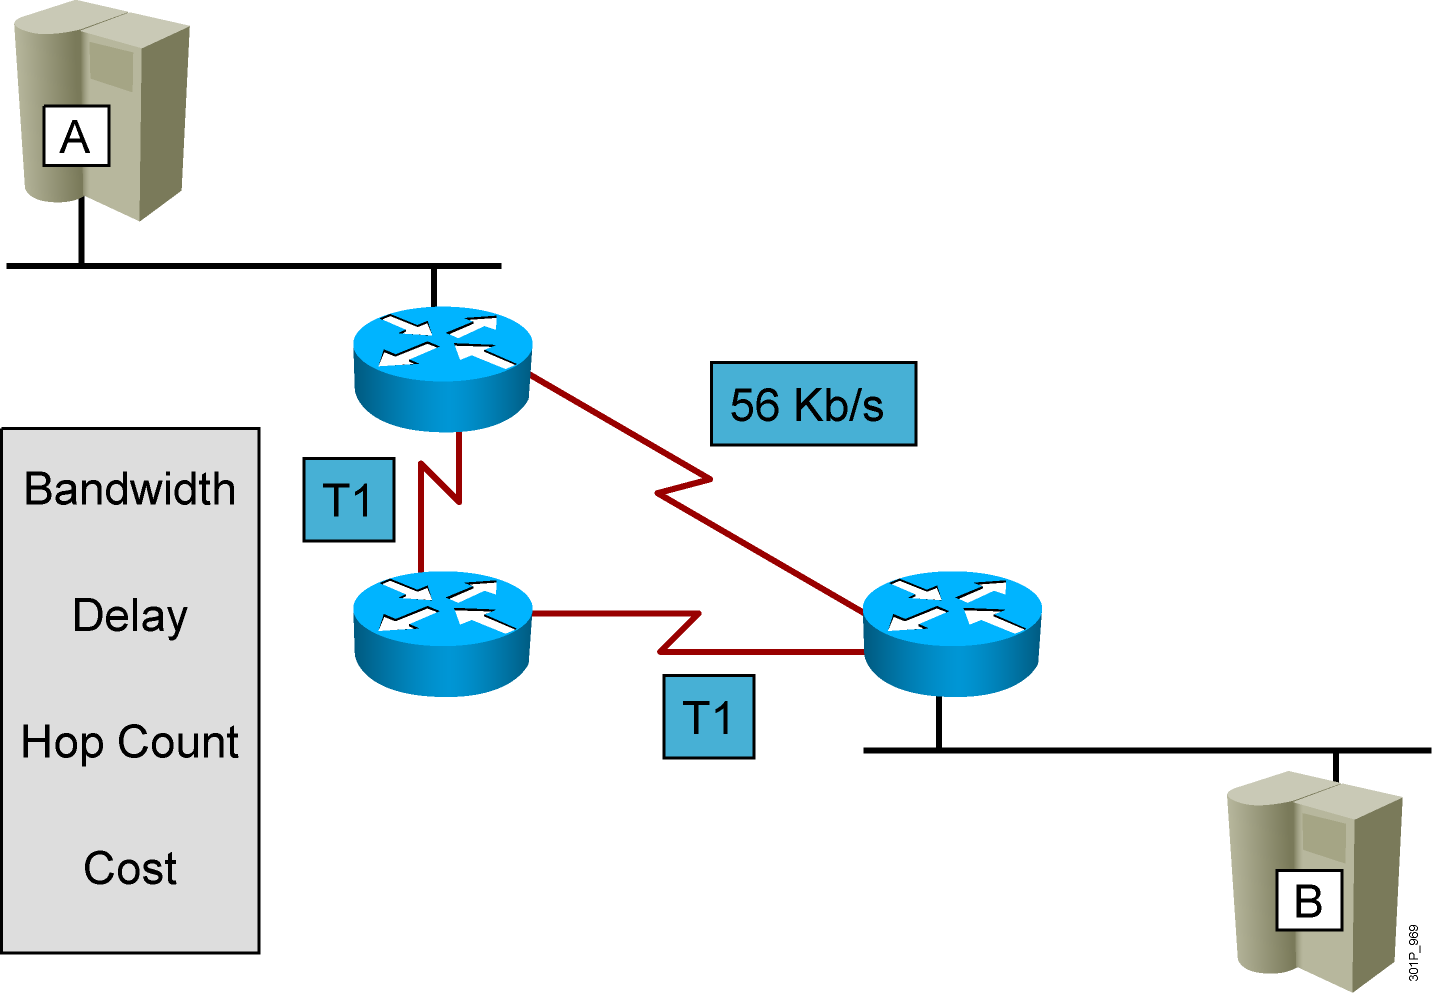 A
56 Kb/s
Bandwidth
T1
Delay
Hop Count
T1
Cost
B
301P_969